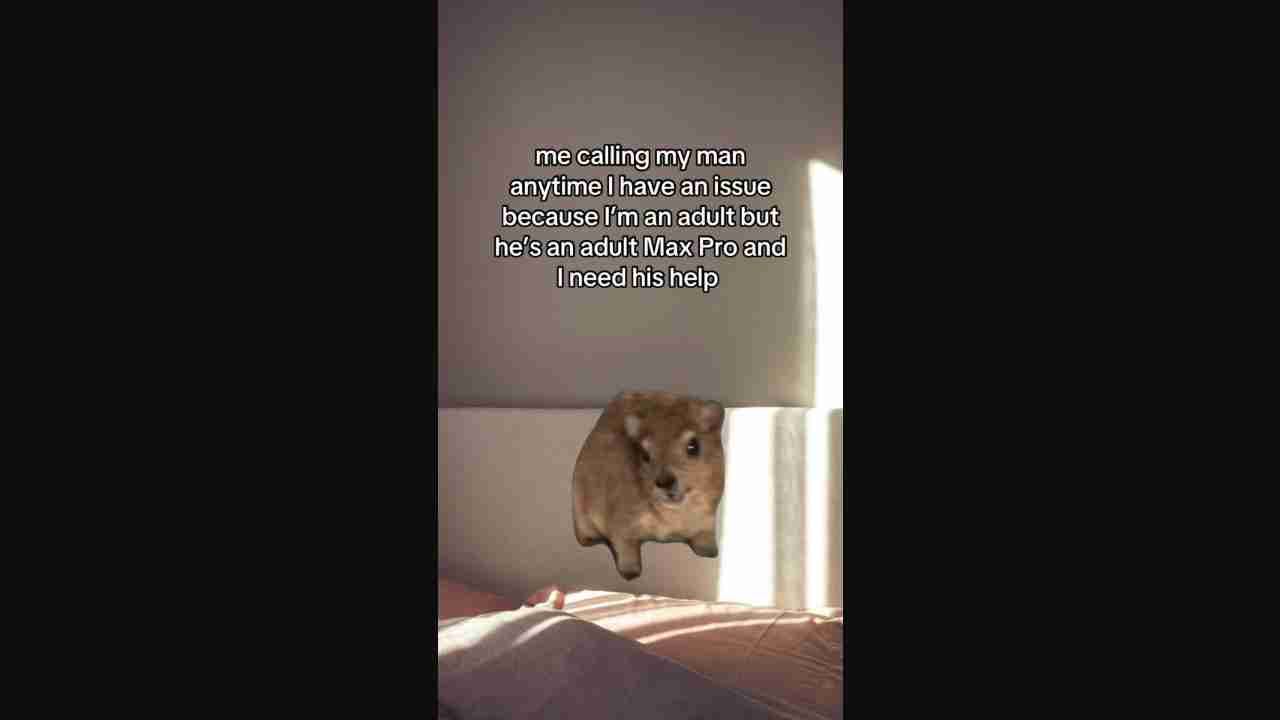 me calling my man
anytime I have an issue
because I’m an adult but
he’s an adult Max Pro and
I need his help